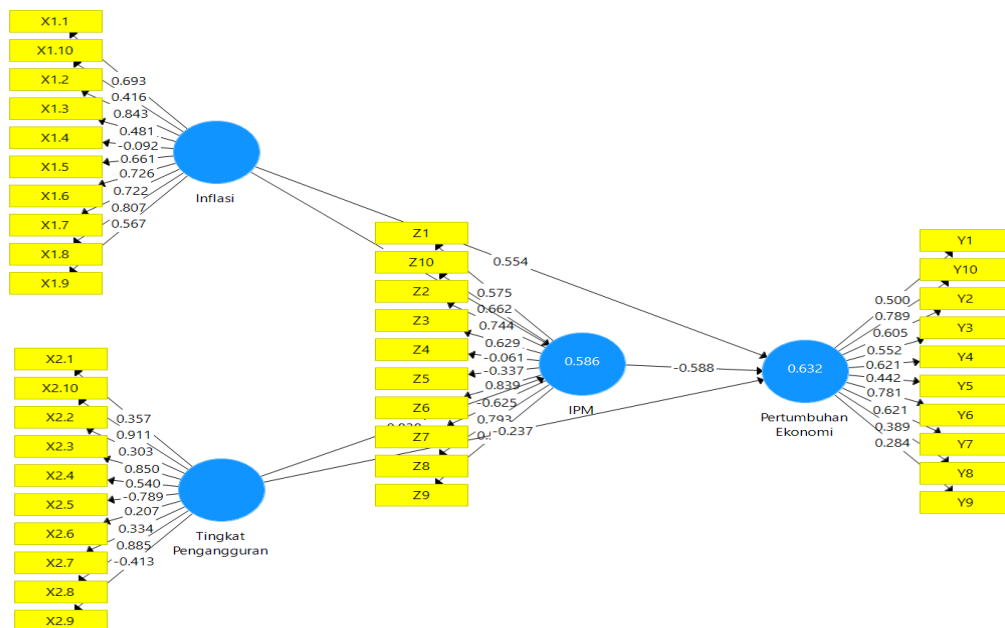 X1.1
X1.10
X1.2
X1.3
X1.4
X1.5
X1.6
X1.7
X1.8
X1.9
0.693
0.416
0.843
0.481
-0.092
0.661
0.726
0.722
0.807
0.567
Inflasi
X2.1
X2.10
X2.2
X2.3
X2.4
X2.5
X2.6
X2.7
X2.8
X2.9
0.357
0.911
0.303
0.850
0.540
-0.789
0.207
0.334
0.885
-0.413
Tingkat
Pengangguran
Z1
Z10
Z2
Z3
Z4
Z5
Z6
Z7
Z8
Z9
0.575
0.662
0.744
0.629
-0.061
-0.337
0.839
-0.625
0.793
0.586
IPM
0.554
-0.588
-0.237
0.632
Pertumbuhan
Ekonomi
0.500
0.789
0.605
0.552
0.621
0.442
0.781
0.621
0.389
0.284
Y1
Y10
Y2
Y3
Y4
Y5
Y6
Y7
Y8
Y9